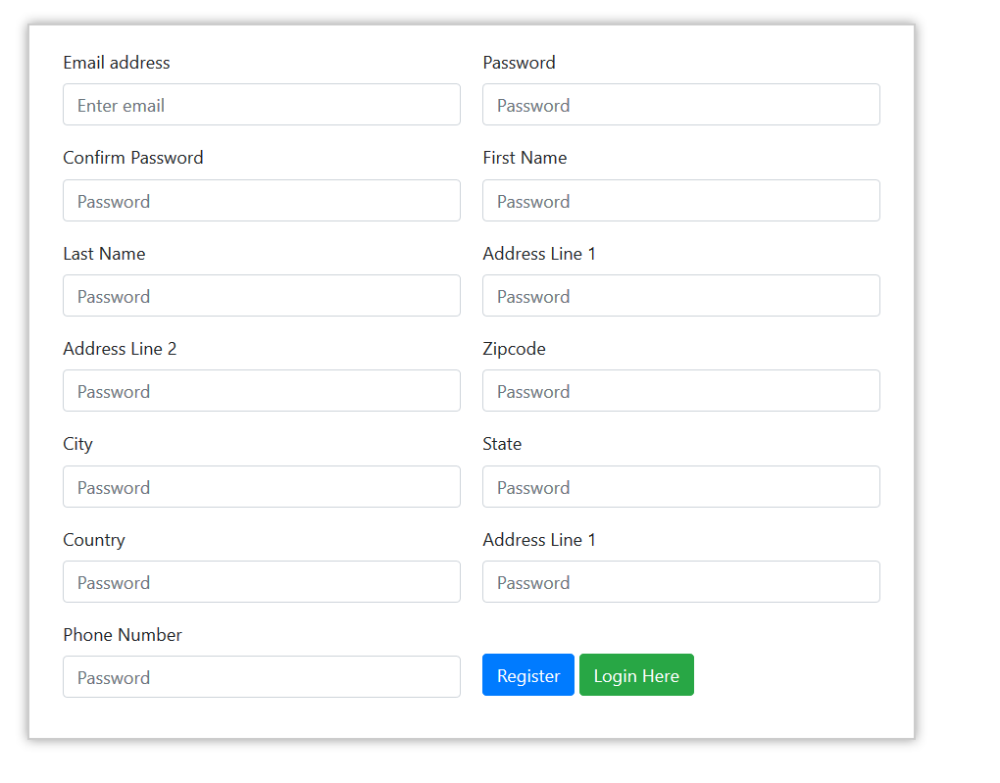 Email address
Password
Enter email
Password
Confirm Password
First Name
Password
Password
Last Name
Address Line 1
Password
Password
Address Line 2
Zipcode
Password
Password
City
State
Password
Password
Country
Address Line 1
Password
Password
Phone Number
Password
Register
Login Here